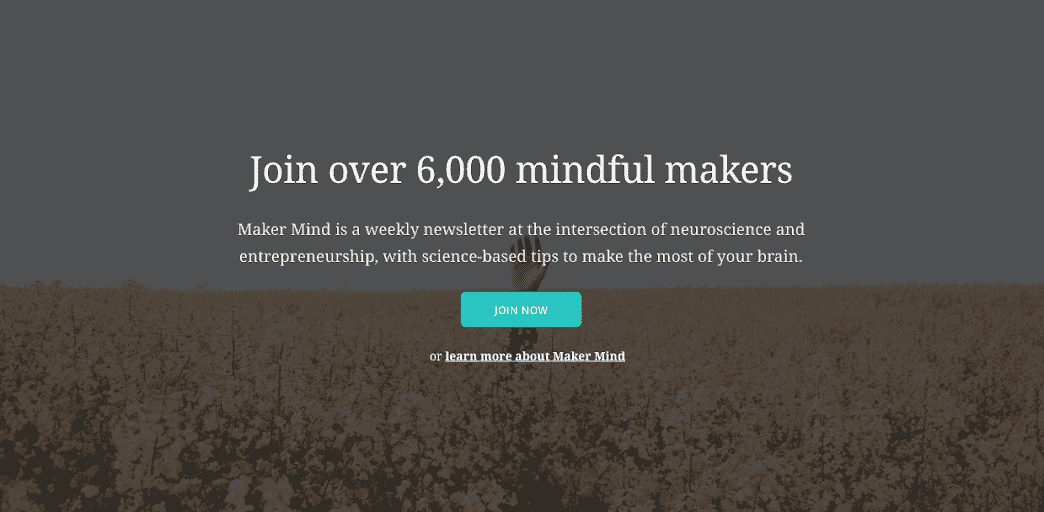 Join over 6,000 mindful makers
Maker Mind is a weekly newsletter at the intersection of neuroscience and
entrepreneurship, with science-based tips to make the most of your brain.
JOIN NOW
or learn more about Maker Mind